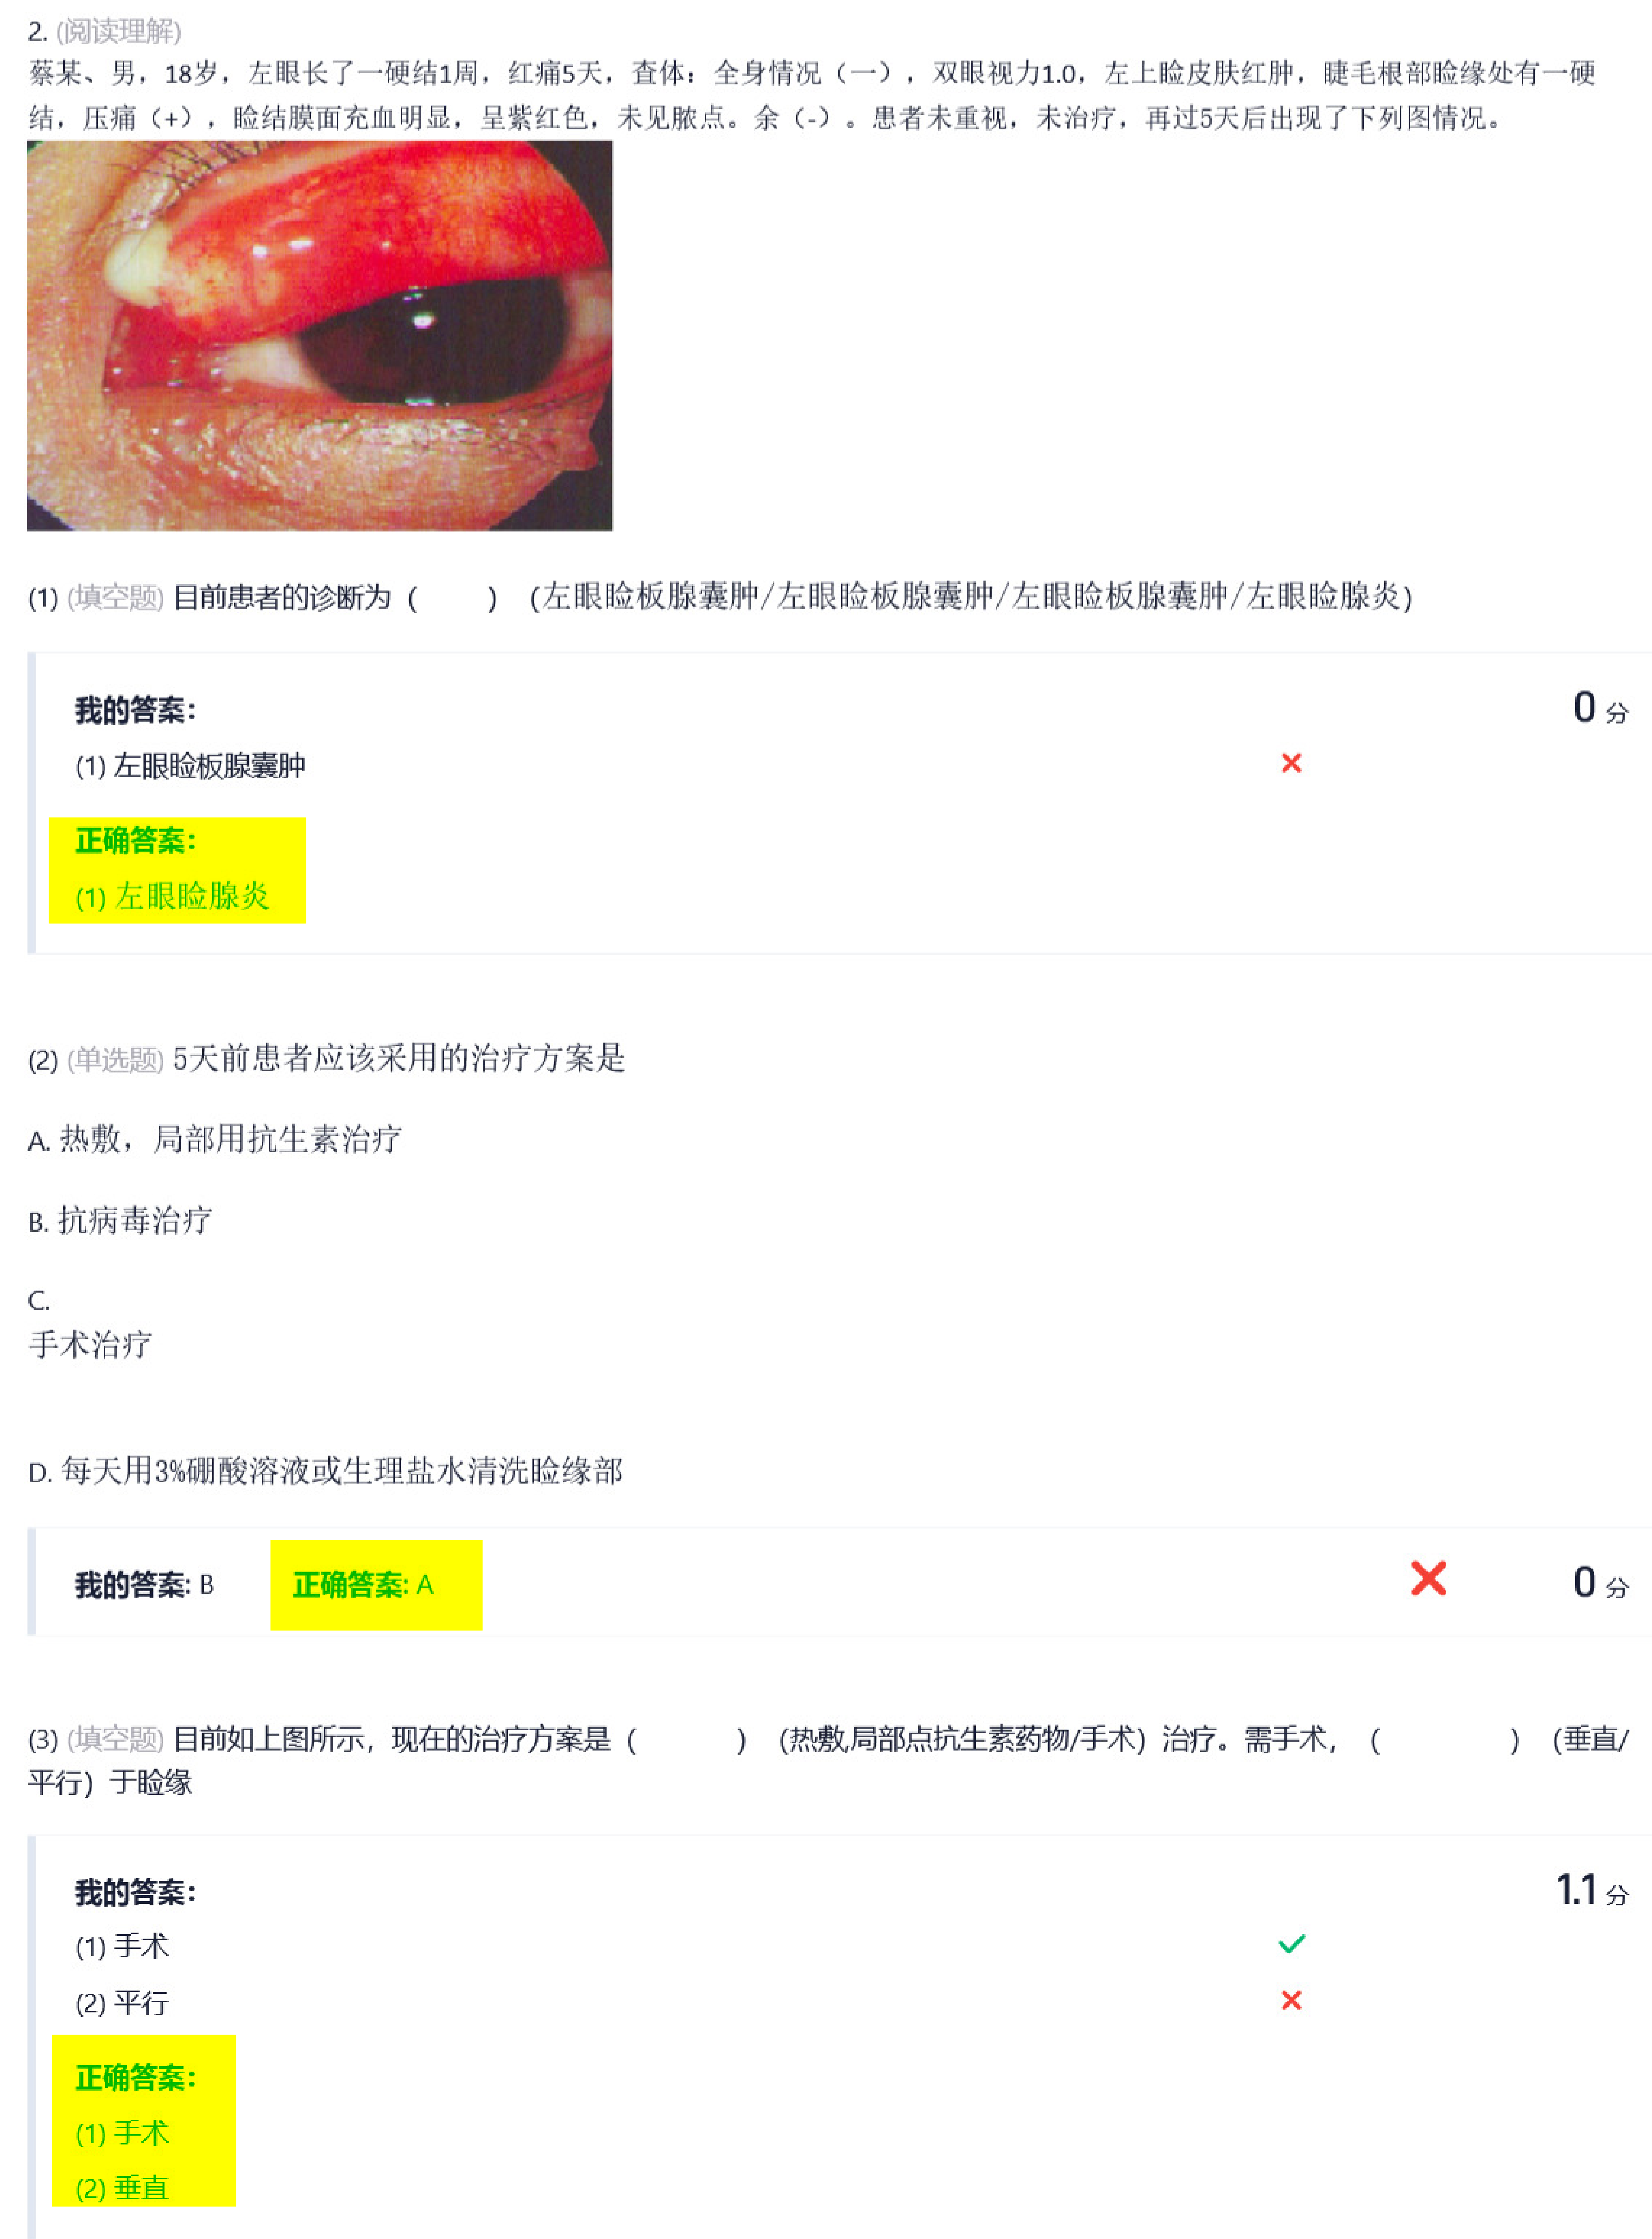 2. (阅读理解)
蔡某、男，18岁，左眼长了一硬结1周，红痛5天，查体：全身情况（一），双眼视力1.0，左上睑皮肤红肿，睫毛根部睑缘处有一硬
结，压痛（+），睑结膜面充血明显，呈紫红色，未见脓点。余（-）。患者未重视，未治疗，再过5天后出现了下列图情况。
(1) (填空题) 目前患者的诊断为（　　）（左眼睑板腺囊肿/左眼睑板腺囊肿/左眼睑板腺囊肿/左眼睑腺炎)
我的答案：
0 分
(1) 左眼睑板腺囊肿
正确答案：
(1) 左眼睑腺炎
(2) (单选题) 5天前患者应该采用的治疗方案是
A. 热敷，局部用抗生素治疗
B. 抗病毒治疗
C.
手术治疗
D. 每天用3%硼酸溶液或生理盐水清洗睑缘部
我的答案: B 正确答案: A 0 分
(3) (填空题) 目前如上图所示，现在的治疗方案是（　　）（热敷,局部点抗生素药物/手术）治疗。需手术，（　　）（垂直/
平行）于睑缘
我的答案：
1.1 分
(1) 手术
(2) 平行
正确答案：
(1) 手术
(2) 垂直